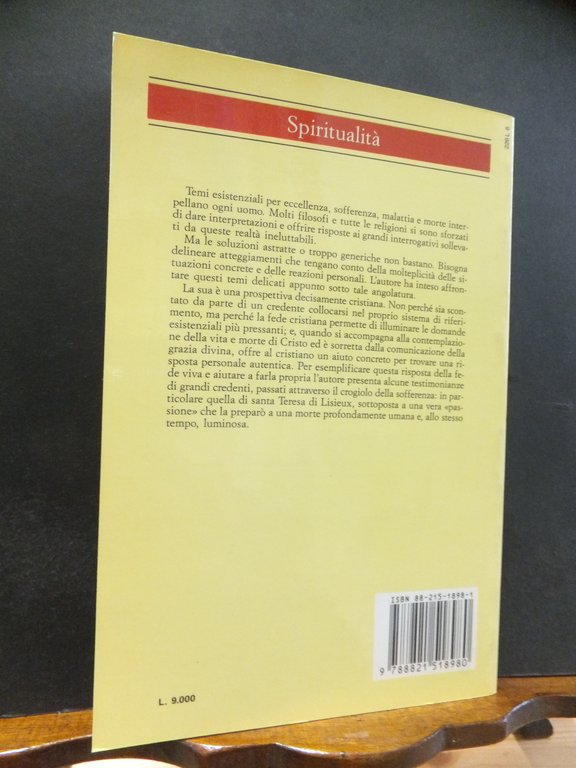 Spiritualità
Temi esistenziali per eccellenza, sofferenza, malattia e morte inter-
pellano ogni uomo. Molti filosofi e tutte le religioni si sono sforzati
di dare interpretazioni e offrire risposte ai grandi interrogativi solleva-
ti da queste realtà ineluttabili.
Ma le soluzioni astratte o troppo generiche non bastano. Bisogna
delineare atteggiamenti che tengano conto della molteplicità delle si-
tuazioni concrete e delle reazioni personali. L'autore ha inteso affron-
tare questi temi delicati appunto sotto tale angolatura.
La sua è una prospettiva decisamente cristiana. Non perché sia scon-
tato da parte di un credente collocarsi nel proprio sistema di riferi-
mento, ma perché la fede cristiana permette di illuminare le domande
esistenziali più pressanti; e, quando si accompagna alla contemplazio-
ne della vita e morte di Cristo ed è sorretta dalla comunicazione della
grazia divina, offre al cristiano un aiuto concreto per trovare una ri-
sposta personale autentica. Per esemplificare questa risposta della fe-
de viva e aiutare a farla propria l'autore presenta alcune testimonianze
di grandi credenti, passati attraverso il crogiolo della sofferenza: in par-
ticolare quella di santa Teresa di Lisieux, sottoposta a una vera «pas-
sione» che la preparò a una morte profondamente umana e, allo stesso
tempo, luminosa.
ISBN 88-215-1898-1
9 788821 518980
L. 9.000